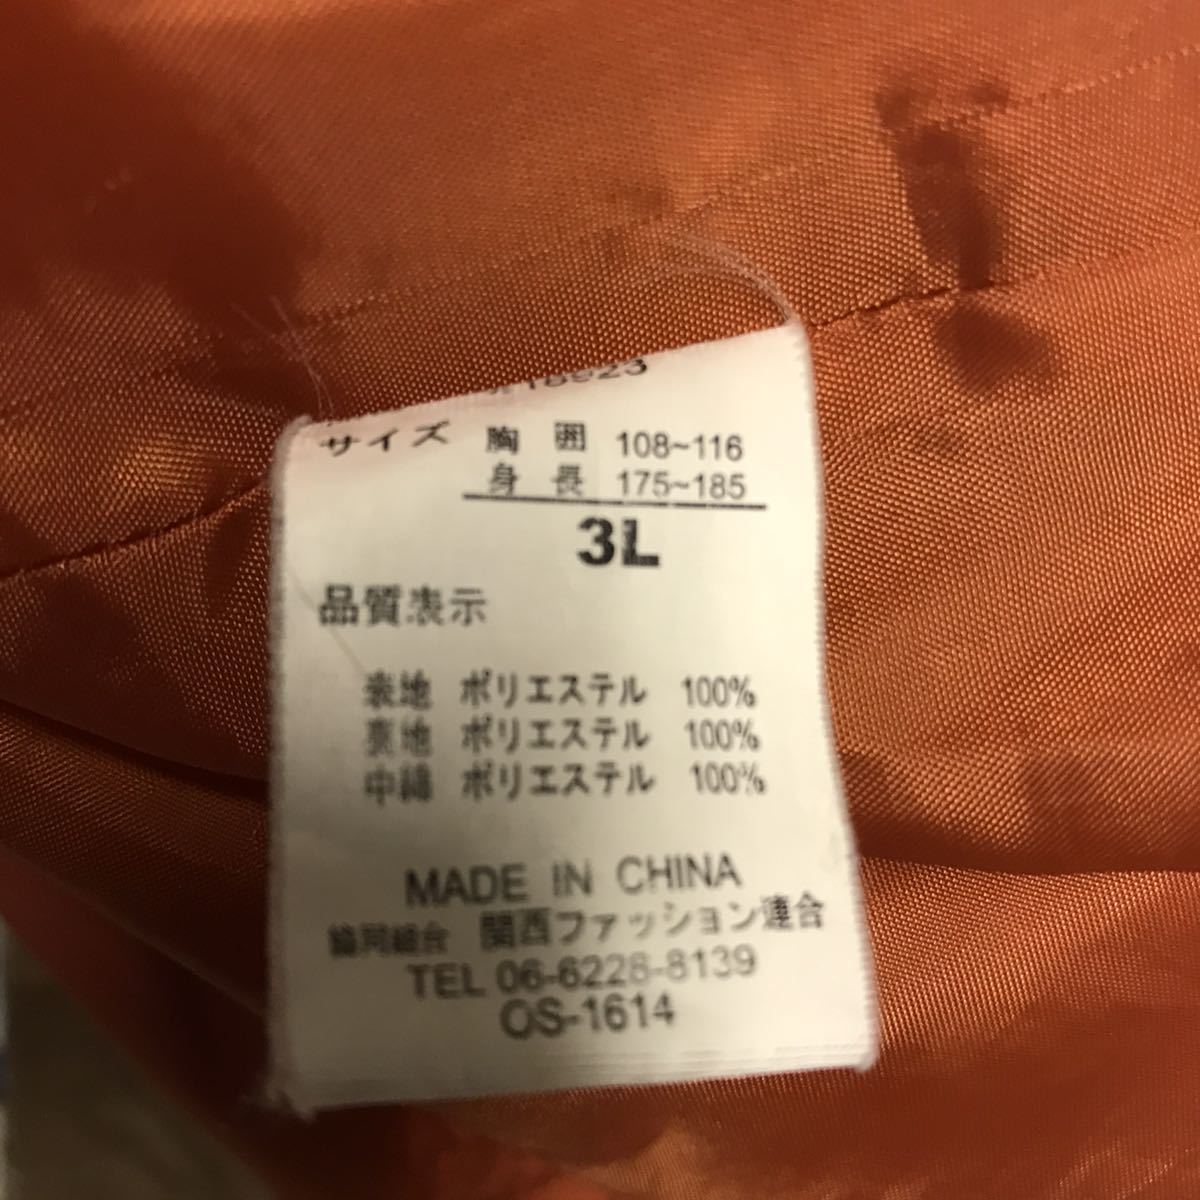 18923
サイズ 胸囲 108~116
身長 175~185
3L
品質表示
表地 ポリエステル 100%
裏地 ポリエステル 100%
中綿 ポリエステル 100%
MADE IN CHINA
協同組合 関西ファッション連合
TEL 06-6228-8139
OS-1614